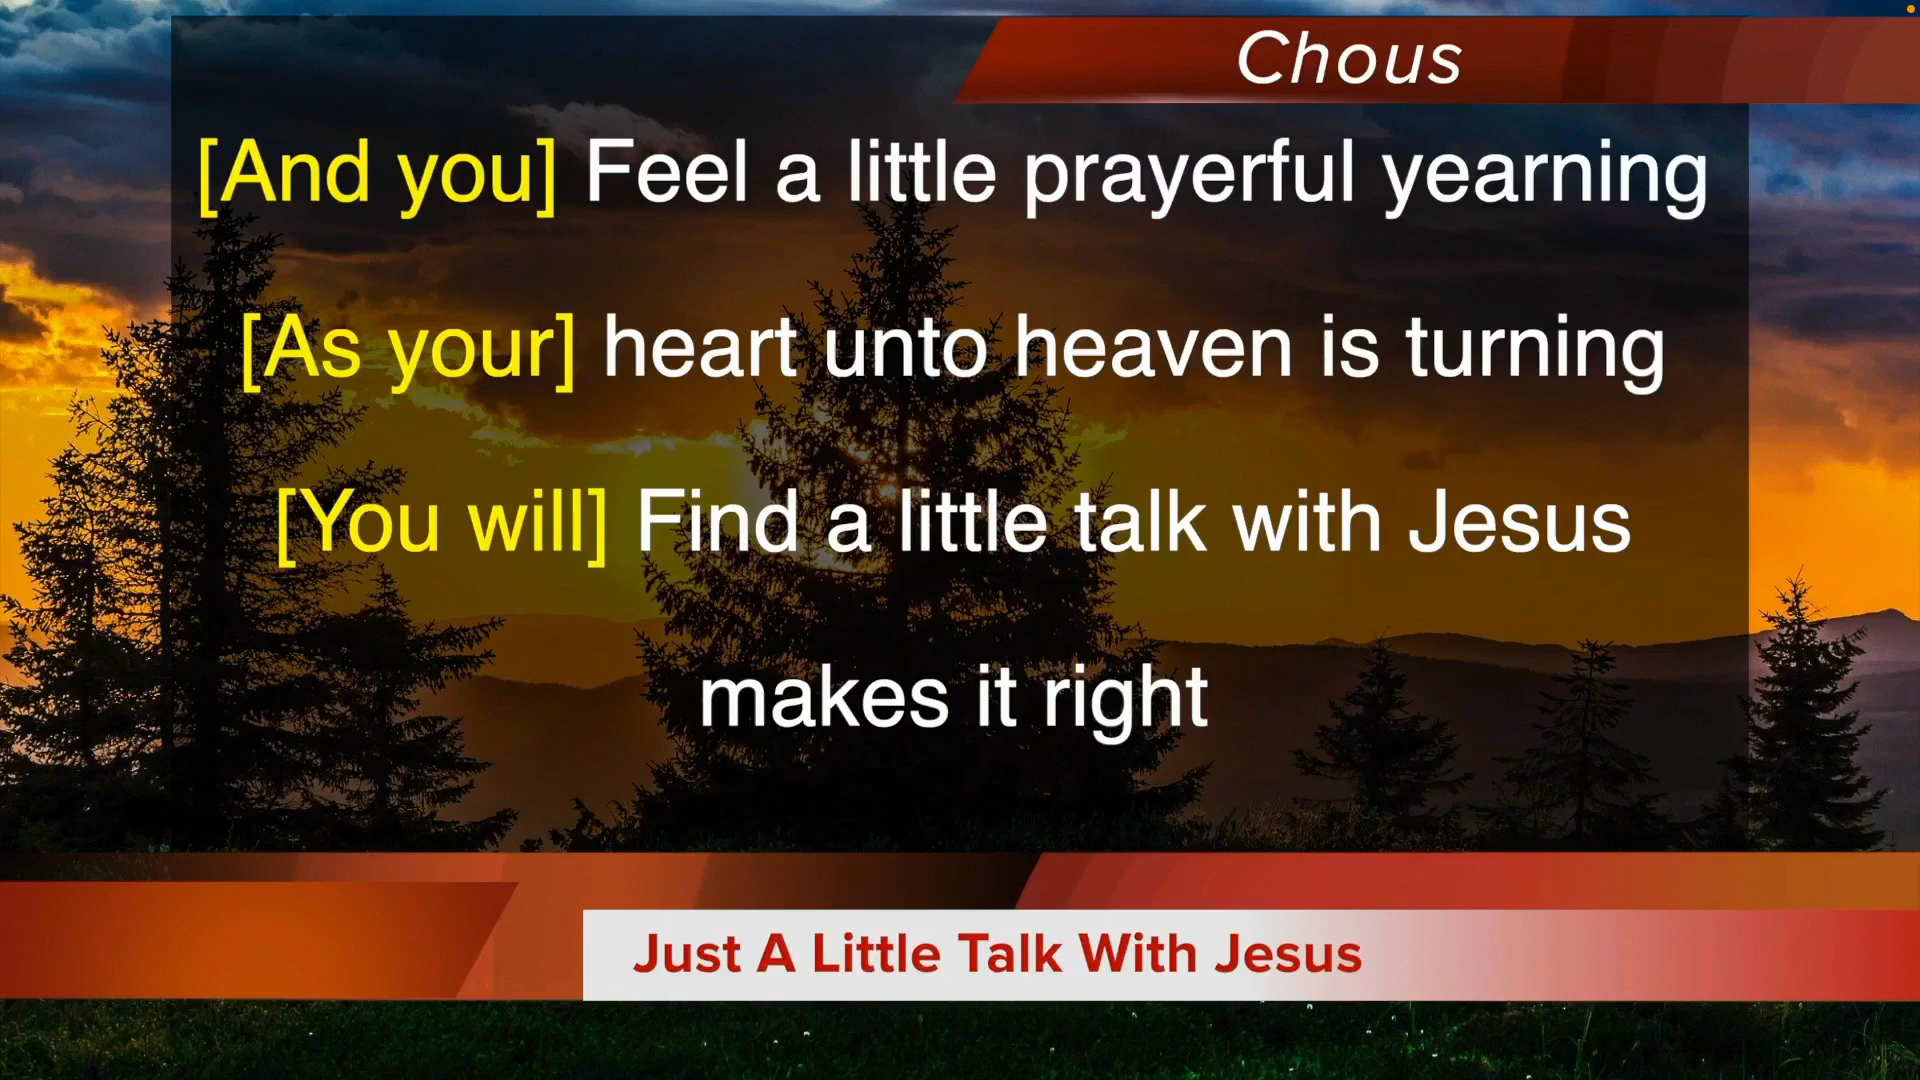 Chous
[And you] Feel a little prayerful yearning
[As your] heart unto heaven is turning
[You will] Find a little talk with Jesus
makes it right
Just A Little Talk With Jesus